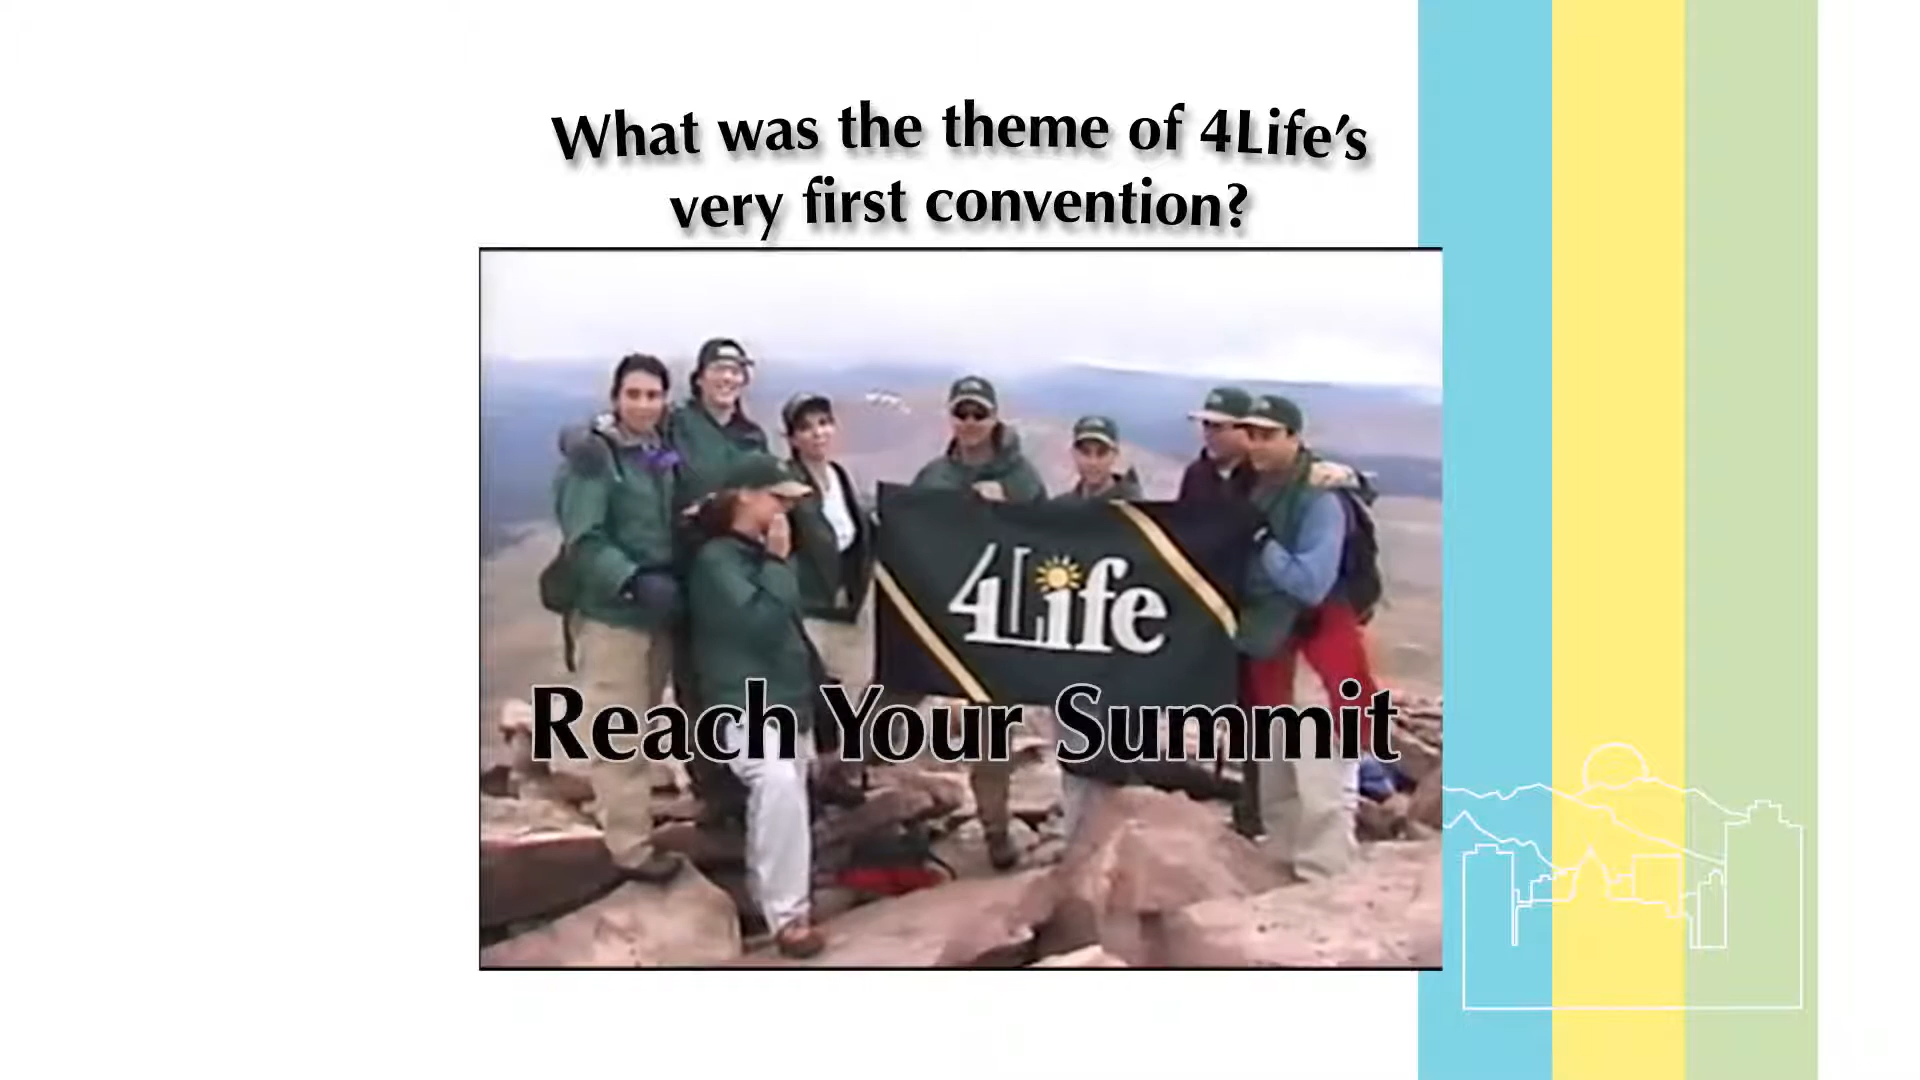 What was the theme of 4Life's
very first convention?
4Life
Reach Your Summit